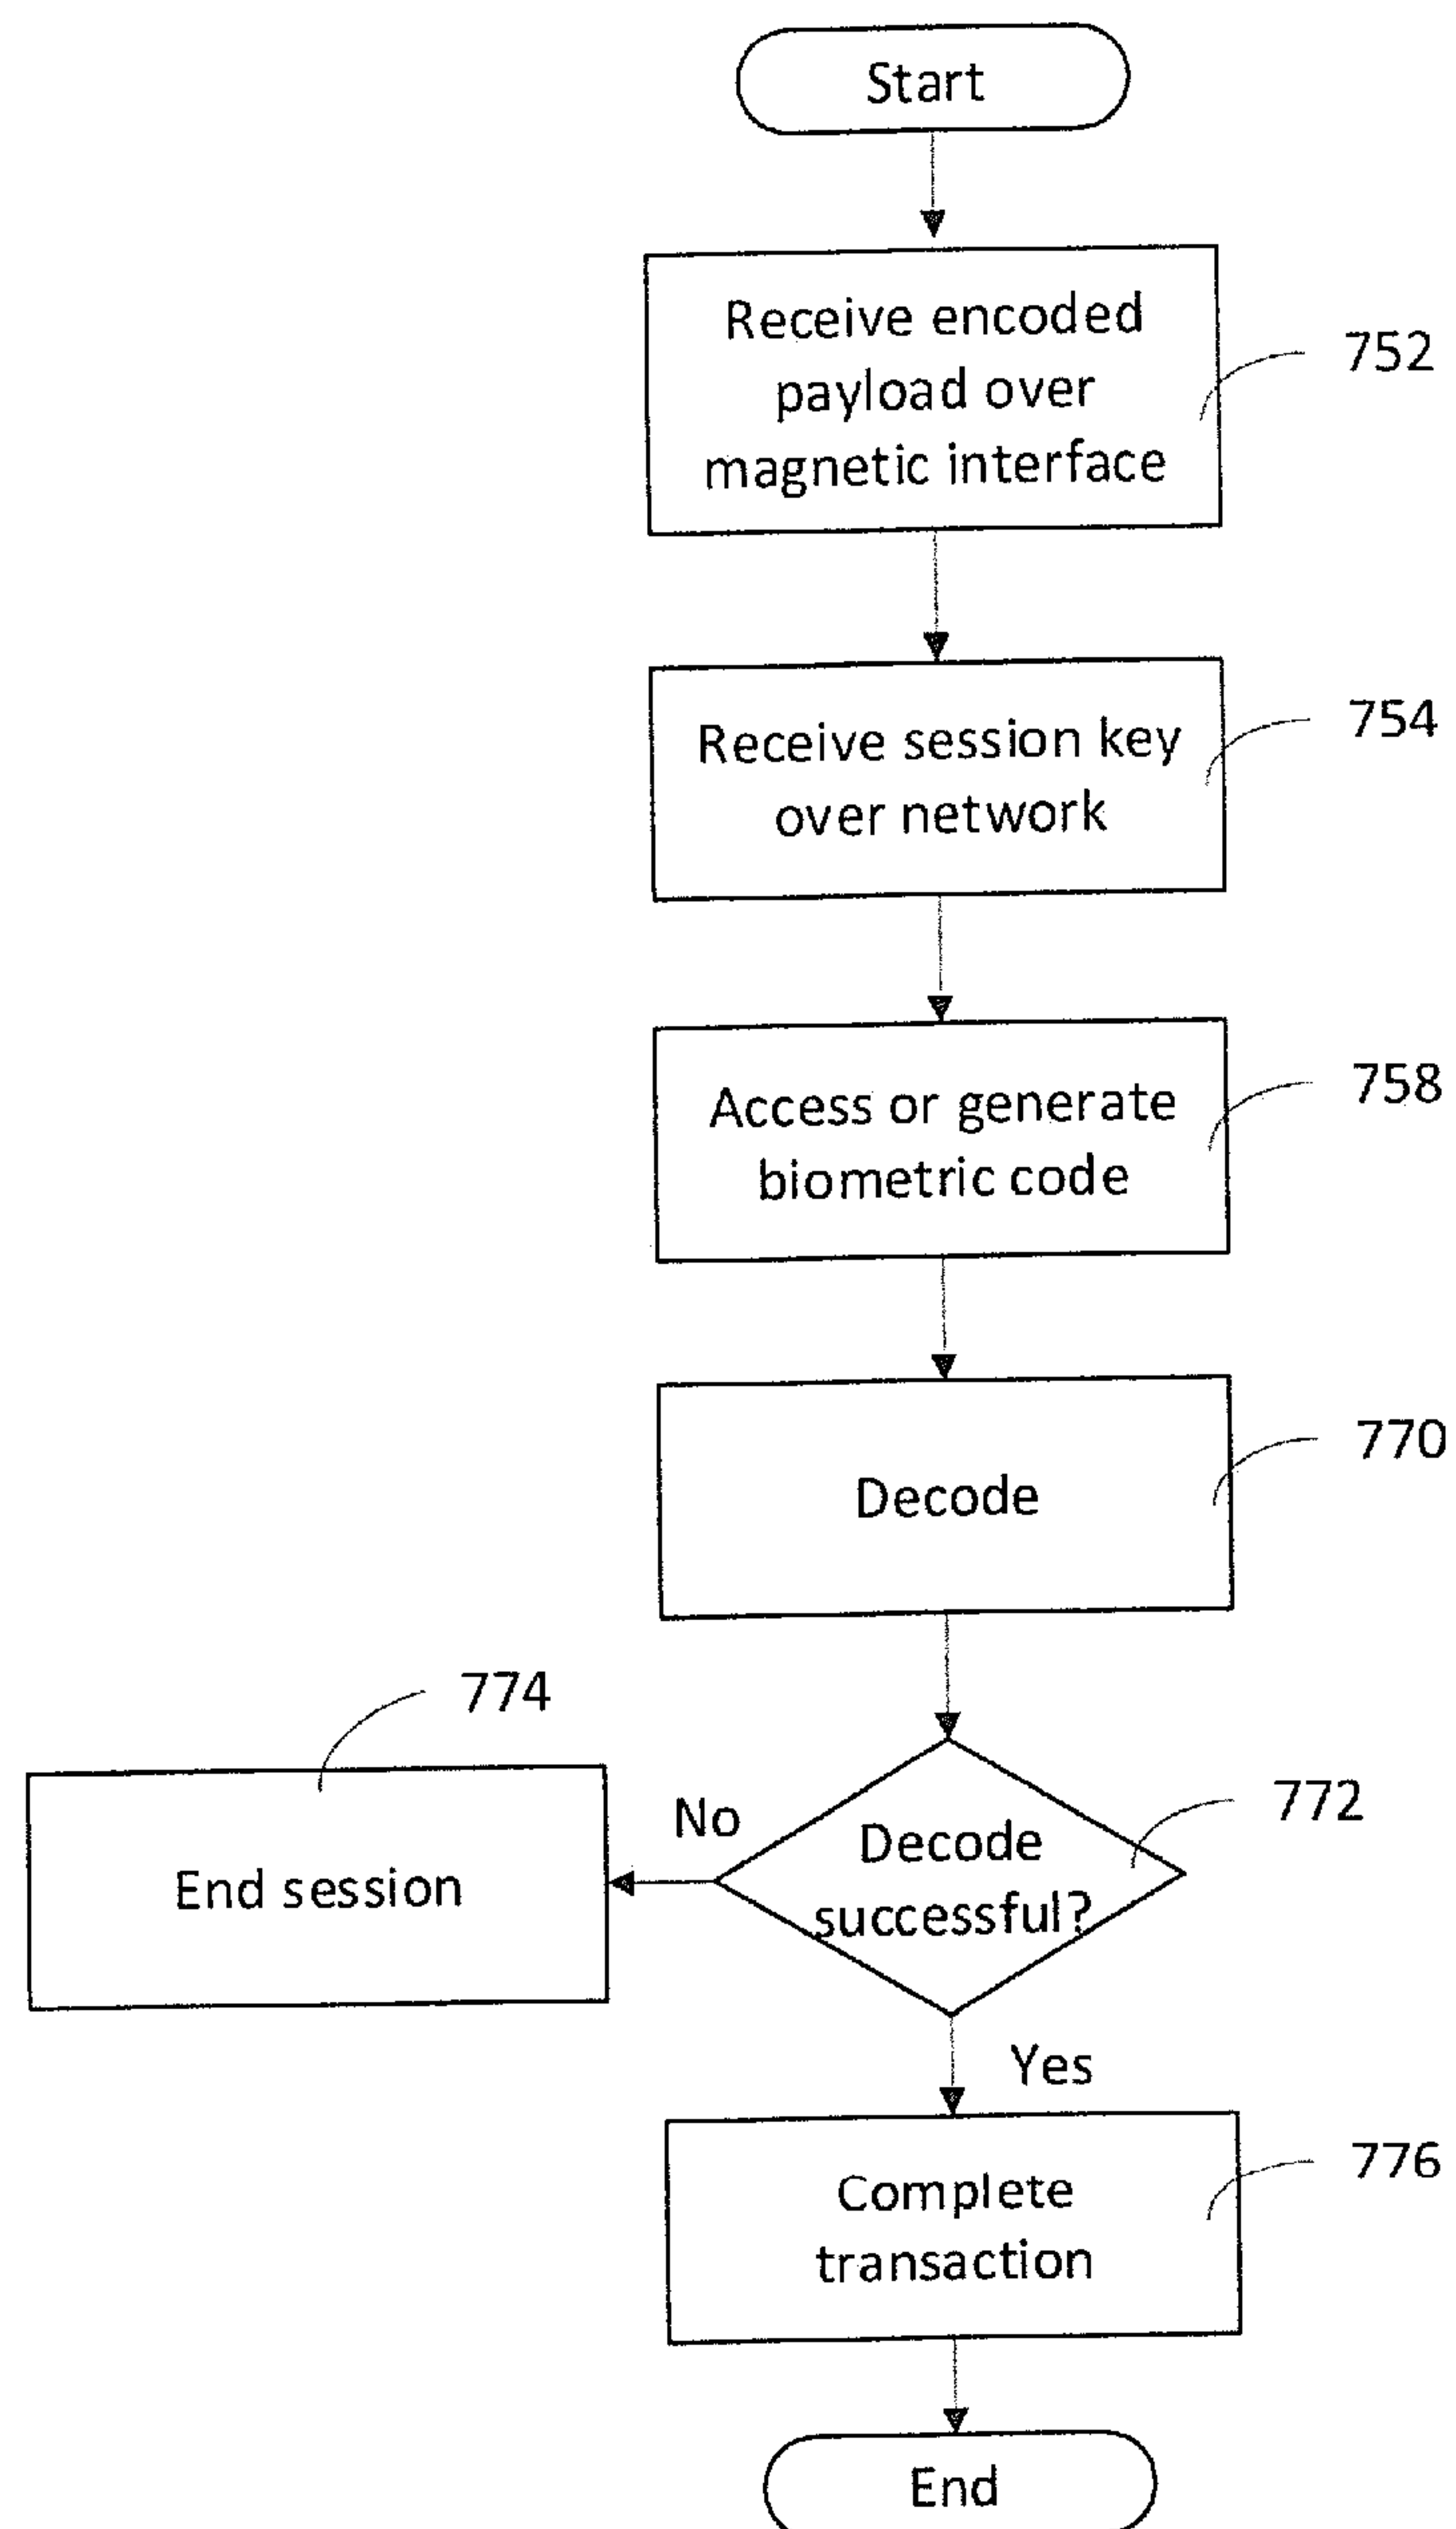 Start
Receive encoded
payload over
magnetic interface
752
Receive session key
over network
754
Access or generate
biometric code
758
Decode
770
774
End session
No
Decode
successful?
772
Yes
Complete
transaction
776
End